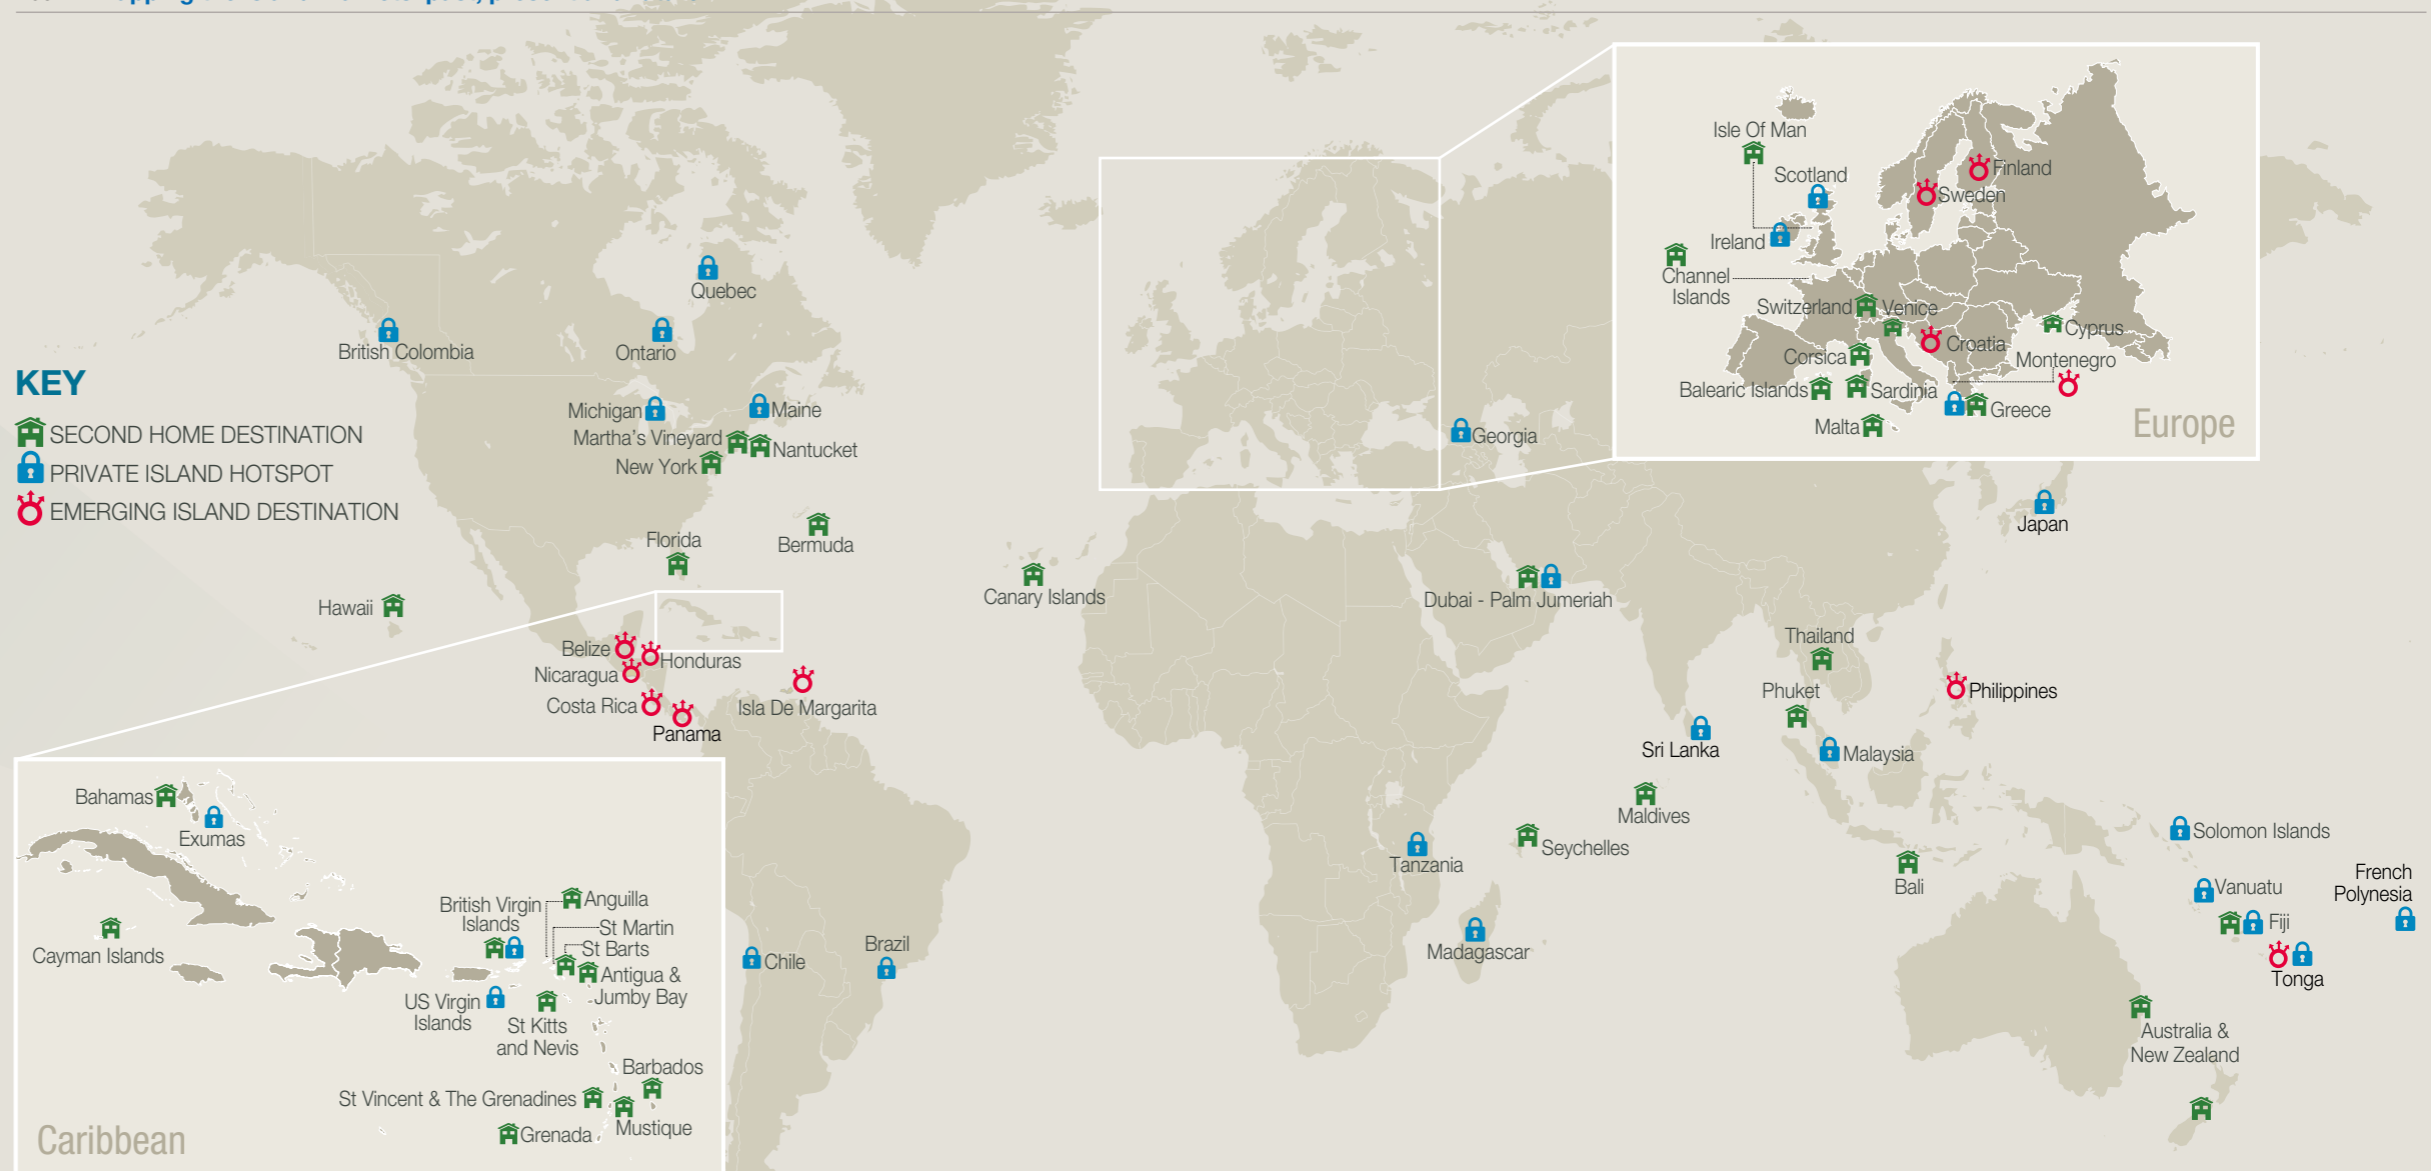 KEY
SECOND HOME DESTINATION
PRIVATE ISLAND HOTSPOT
EMERGING ISLAND DESTINATION
Quebec
British Colombia
Ontario
Michigan
Maine
Martha's Vineyard
Nantucket
New York
Florida
Bermuda
Hawaii
Belize
Honduras
Nicaragua
Costa Rica
Panama
Isla De Margarita
Chile
Brazil
Canary Islands
Georgia
Dubai - Palm Jumeriah
Tanzania
Madagascar
Seychelles
Maldives
Sri Lanka
Thailand
Phuket
Malaysia
Bali
Philippines
Japan
Solomon Islands
Vanuatu
Fiji
French
Polynesia
Tonga
Australia &
New Zealand
Isle Of Man
Scotland
Finland
Sweden
Ireland
Channel
Islands
Switzerland
Venice
Cyprus
Croatia
Corsica
Montenegro
Balearic Islands
Sardinia
Greece
Malta
Europe
Bahamas
Exumas
Cayman Islands
British Virgin
Islands
Anguilla
St Martin
St Barts
Antigua &
Jumby Bay
US Virgin
Islands
St Kitts
and Nevis
Barbados
St Vincent & The Grenadines
Mustique
Grenada
Caribbean